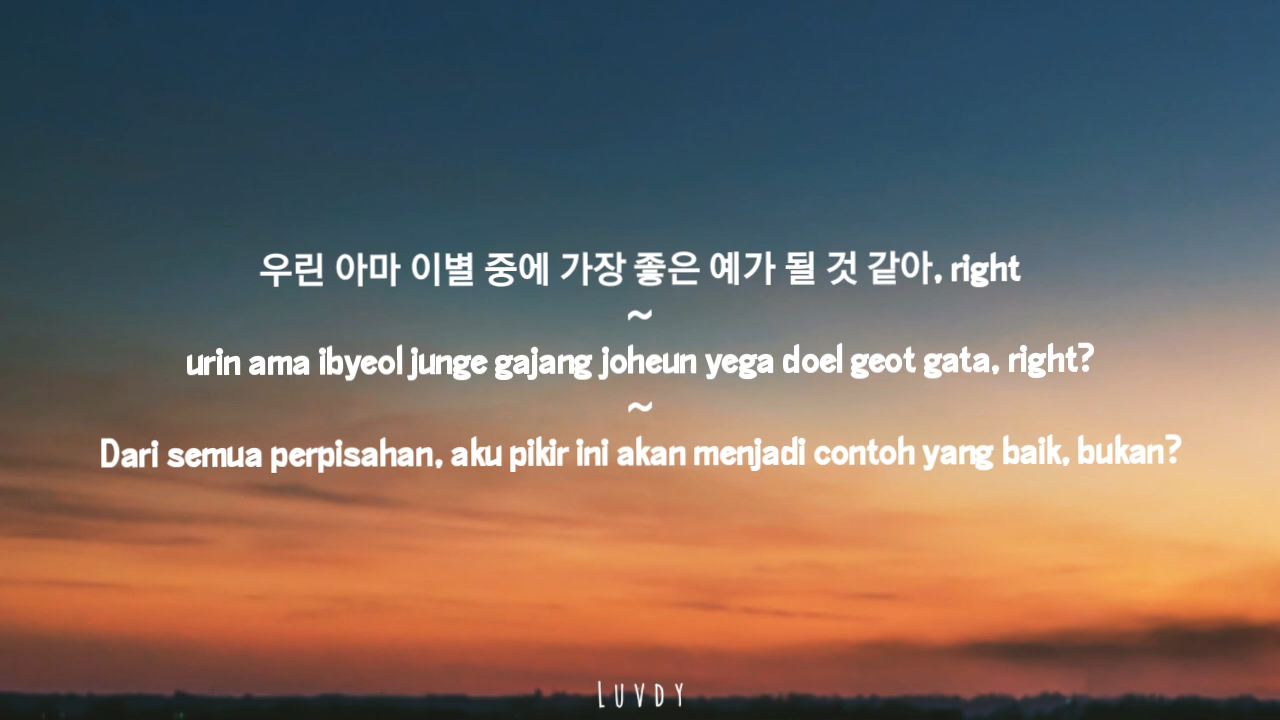 우린 아마 이별 중에 가장 좋은 예가 될 것 같아, right
~
urin ama ibyeol junge gajang joheun yega doel geot gata, right?
~
Dari semua perpisahan, aku pikir ini akan menjadi contoh yang baik, bukan?
LUVDY